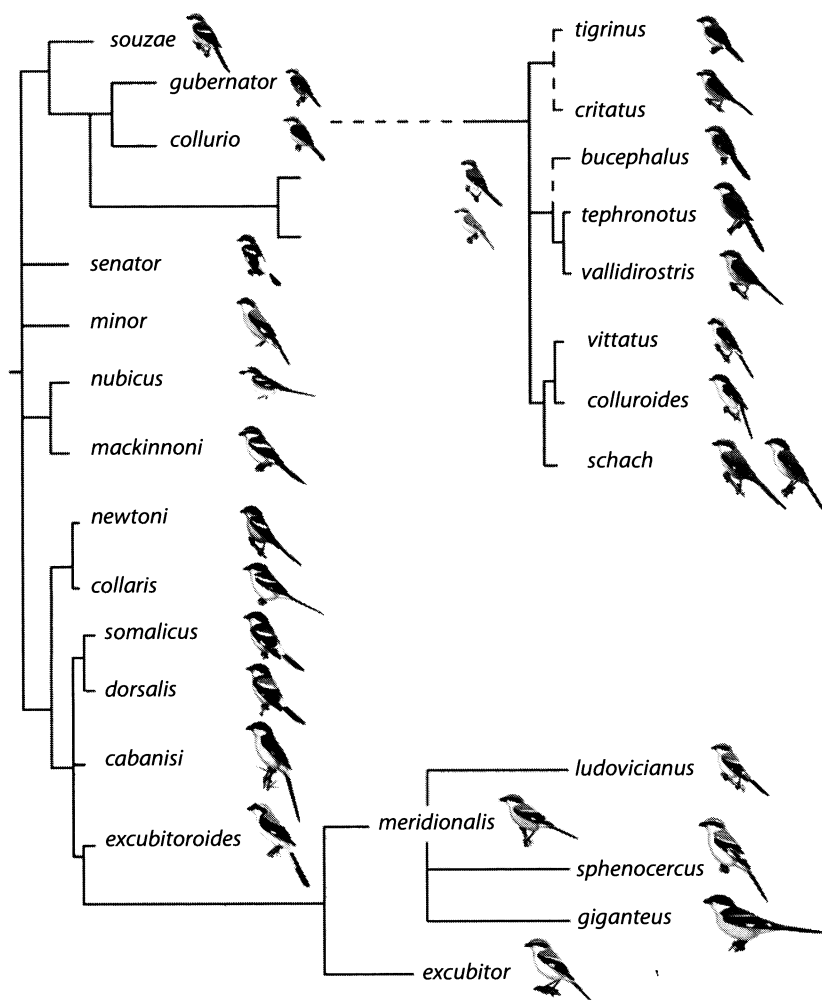 souzae
gubernator
collurio
senator
minor
nubicus
mackinnoni
newtoni
collaris
somalicus
dorsalis
cabanisi
excubitoroides
meridionalis
excubitor
ludovicianus
sphenocercus
giganteus
tigrinus
critatus
bucephalus
tephronotus
vallidirostris
vittatus
colluroides
schach